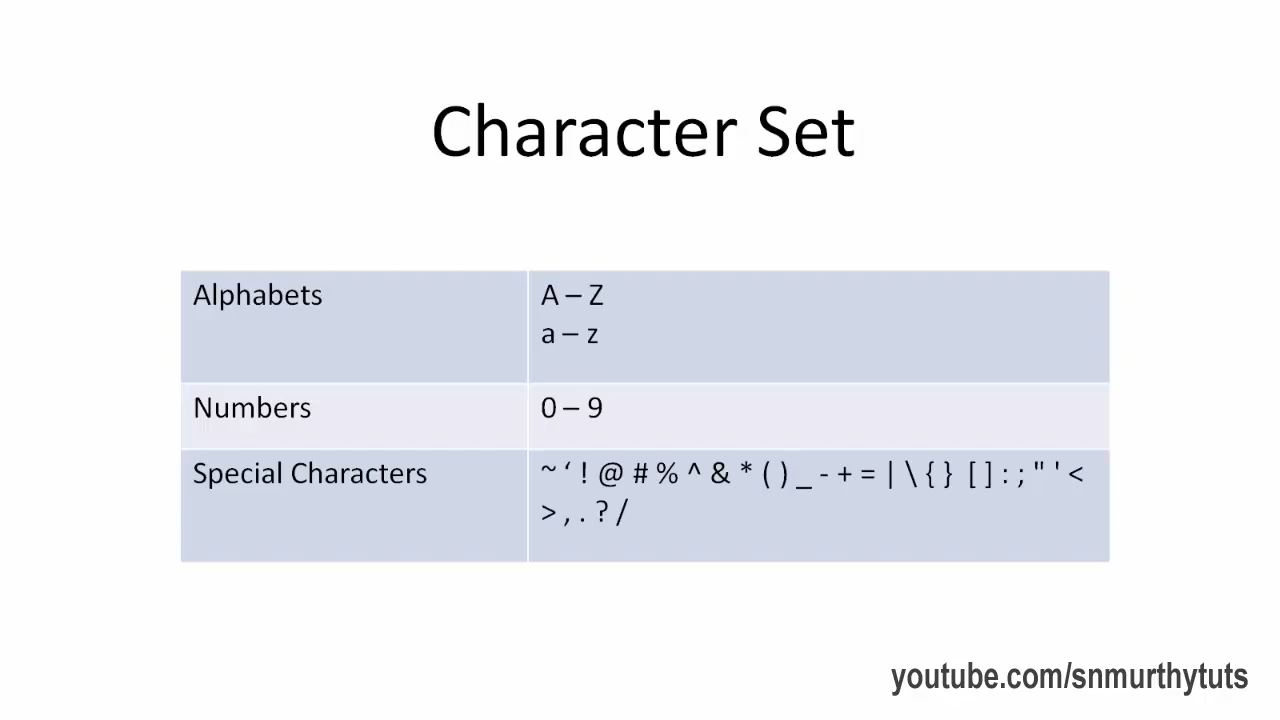 Character Set
Alphabets
A – Z
a – z
Numbers
0 – 9
Special Characters
~ ‘ ! @ # % ^ & * ( ) _ - + = | \ { } [ ] : ; " ' <
> , . ? /
youtube.com/snmurthytuts